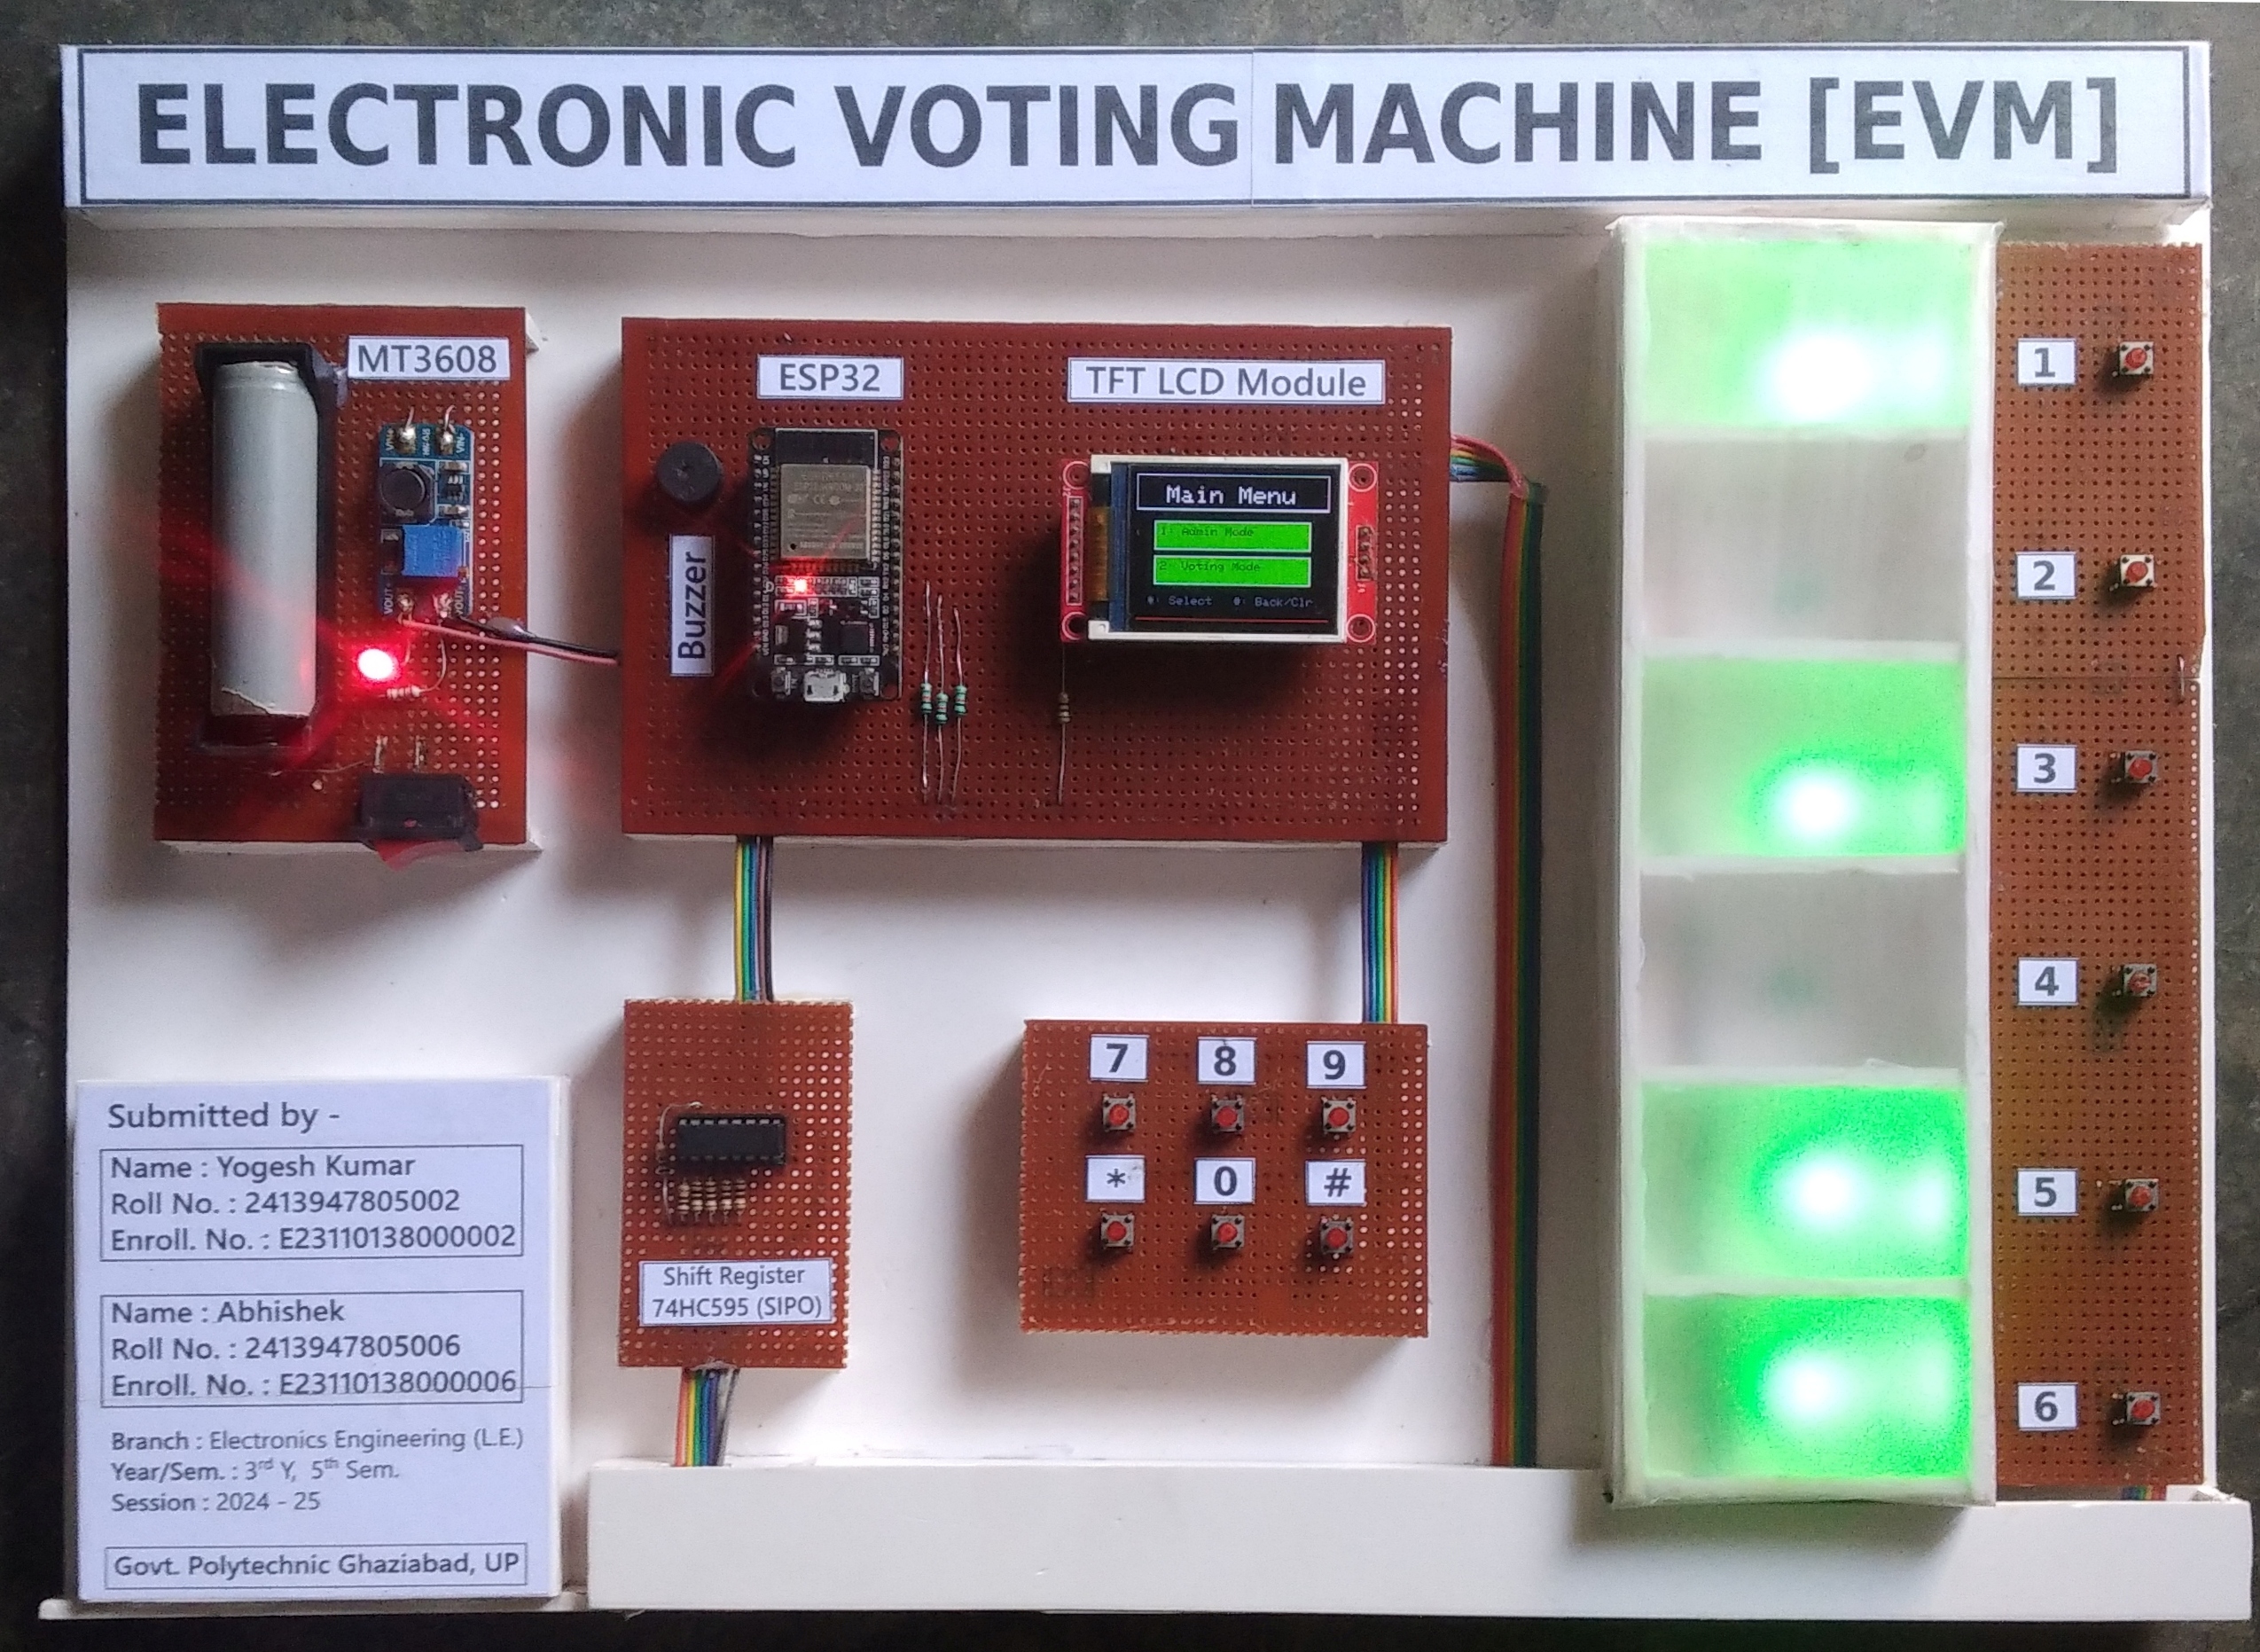 ELECTRONIC VOTING MACHINE [EVM]
MT3608
ESP32
TFT LCD Module
Buzzer
Main Menu
1: Admin Mode
2: Voting Mode
#: Select *: Back/Clr
1
2
3
4
5
6
7 8 9
* 0 #
Shift Register
74HC595 (SIPO)
Submitted by -
Name : Yogesh Kumar
Roll No. : 2413947805002
Enroll. No. : E23110138000002
Name : Abhishek
Roll No. : 2413947805006
Enroll. No. : E23110138000006
Branch : Electronics Engineering (L.E.)
Year/Sem. : 3rd Y, 5th Sem.
Session : 2024 - 25
Govt. Polytechnic Ghaziabad, UP